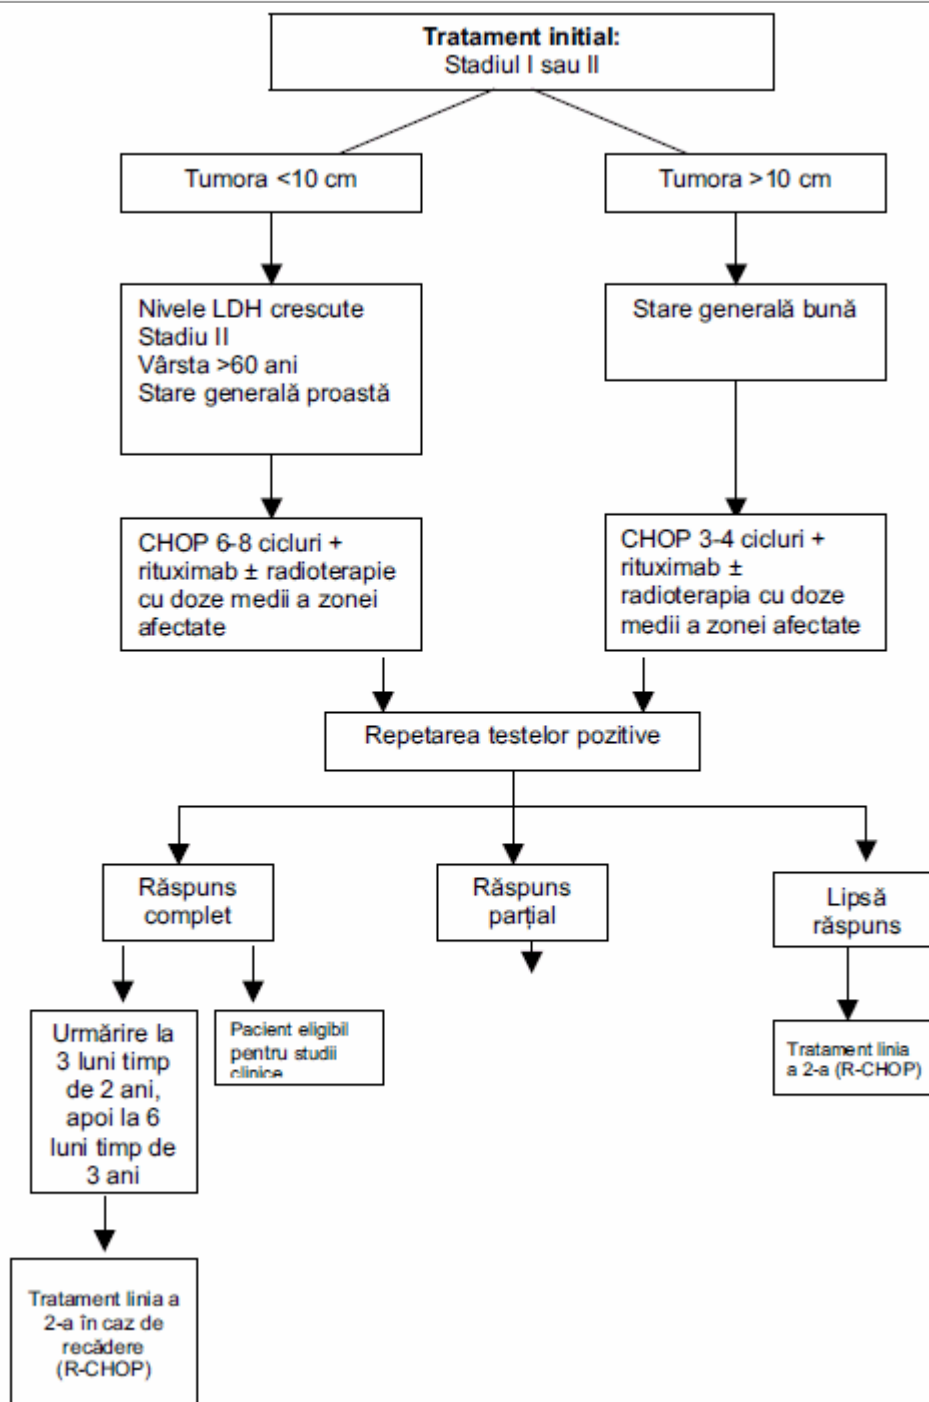 Tratament initial:
Stadiul I sau II
Tumora <10 cm
Tumora >10 cm
Nivele LDH crescute
Stadiu II
Vârsta >60 ani
Stare generală proastă
Stare generală bună
CHOP 6-8 cicluri +
rituximab ± radioterapie
cu doze medii a zonei
afectate
CHOP 3-4 cicluri +
rituximab ±
radioterapia cu doze
medii a zonei afectate
Repetarea testelor pozitive
Răspuns
complet
Răspuns
parțial
Lipsă
răspuns
Urmărire la
3 luni timp
de 2 ani,
apoi la 6
luni timp de
3 ani
Pacient eligibil
pentru studii
clinice
Tratament linia
a 2-a (R-CHOP)
Tratament linia a
2-a în caz de
recădere
(R-CHOP)